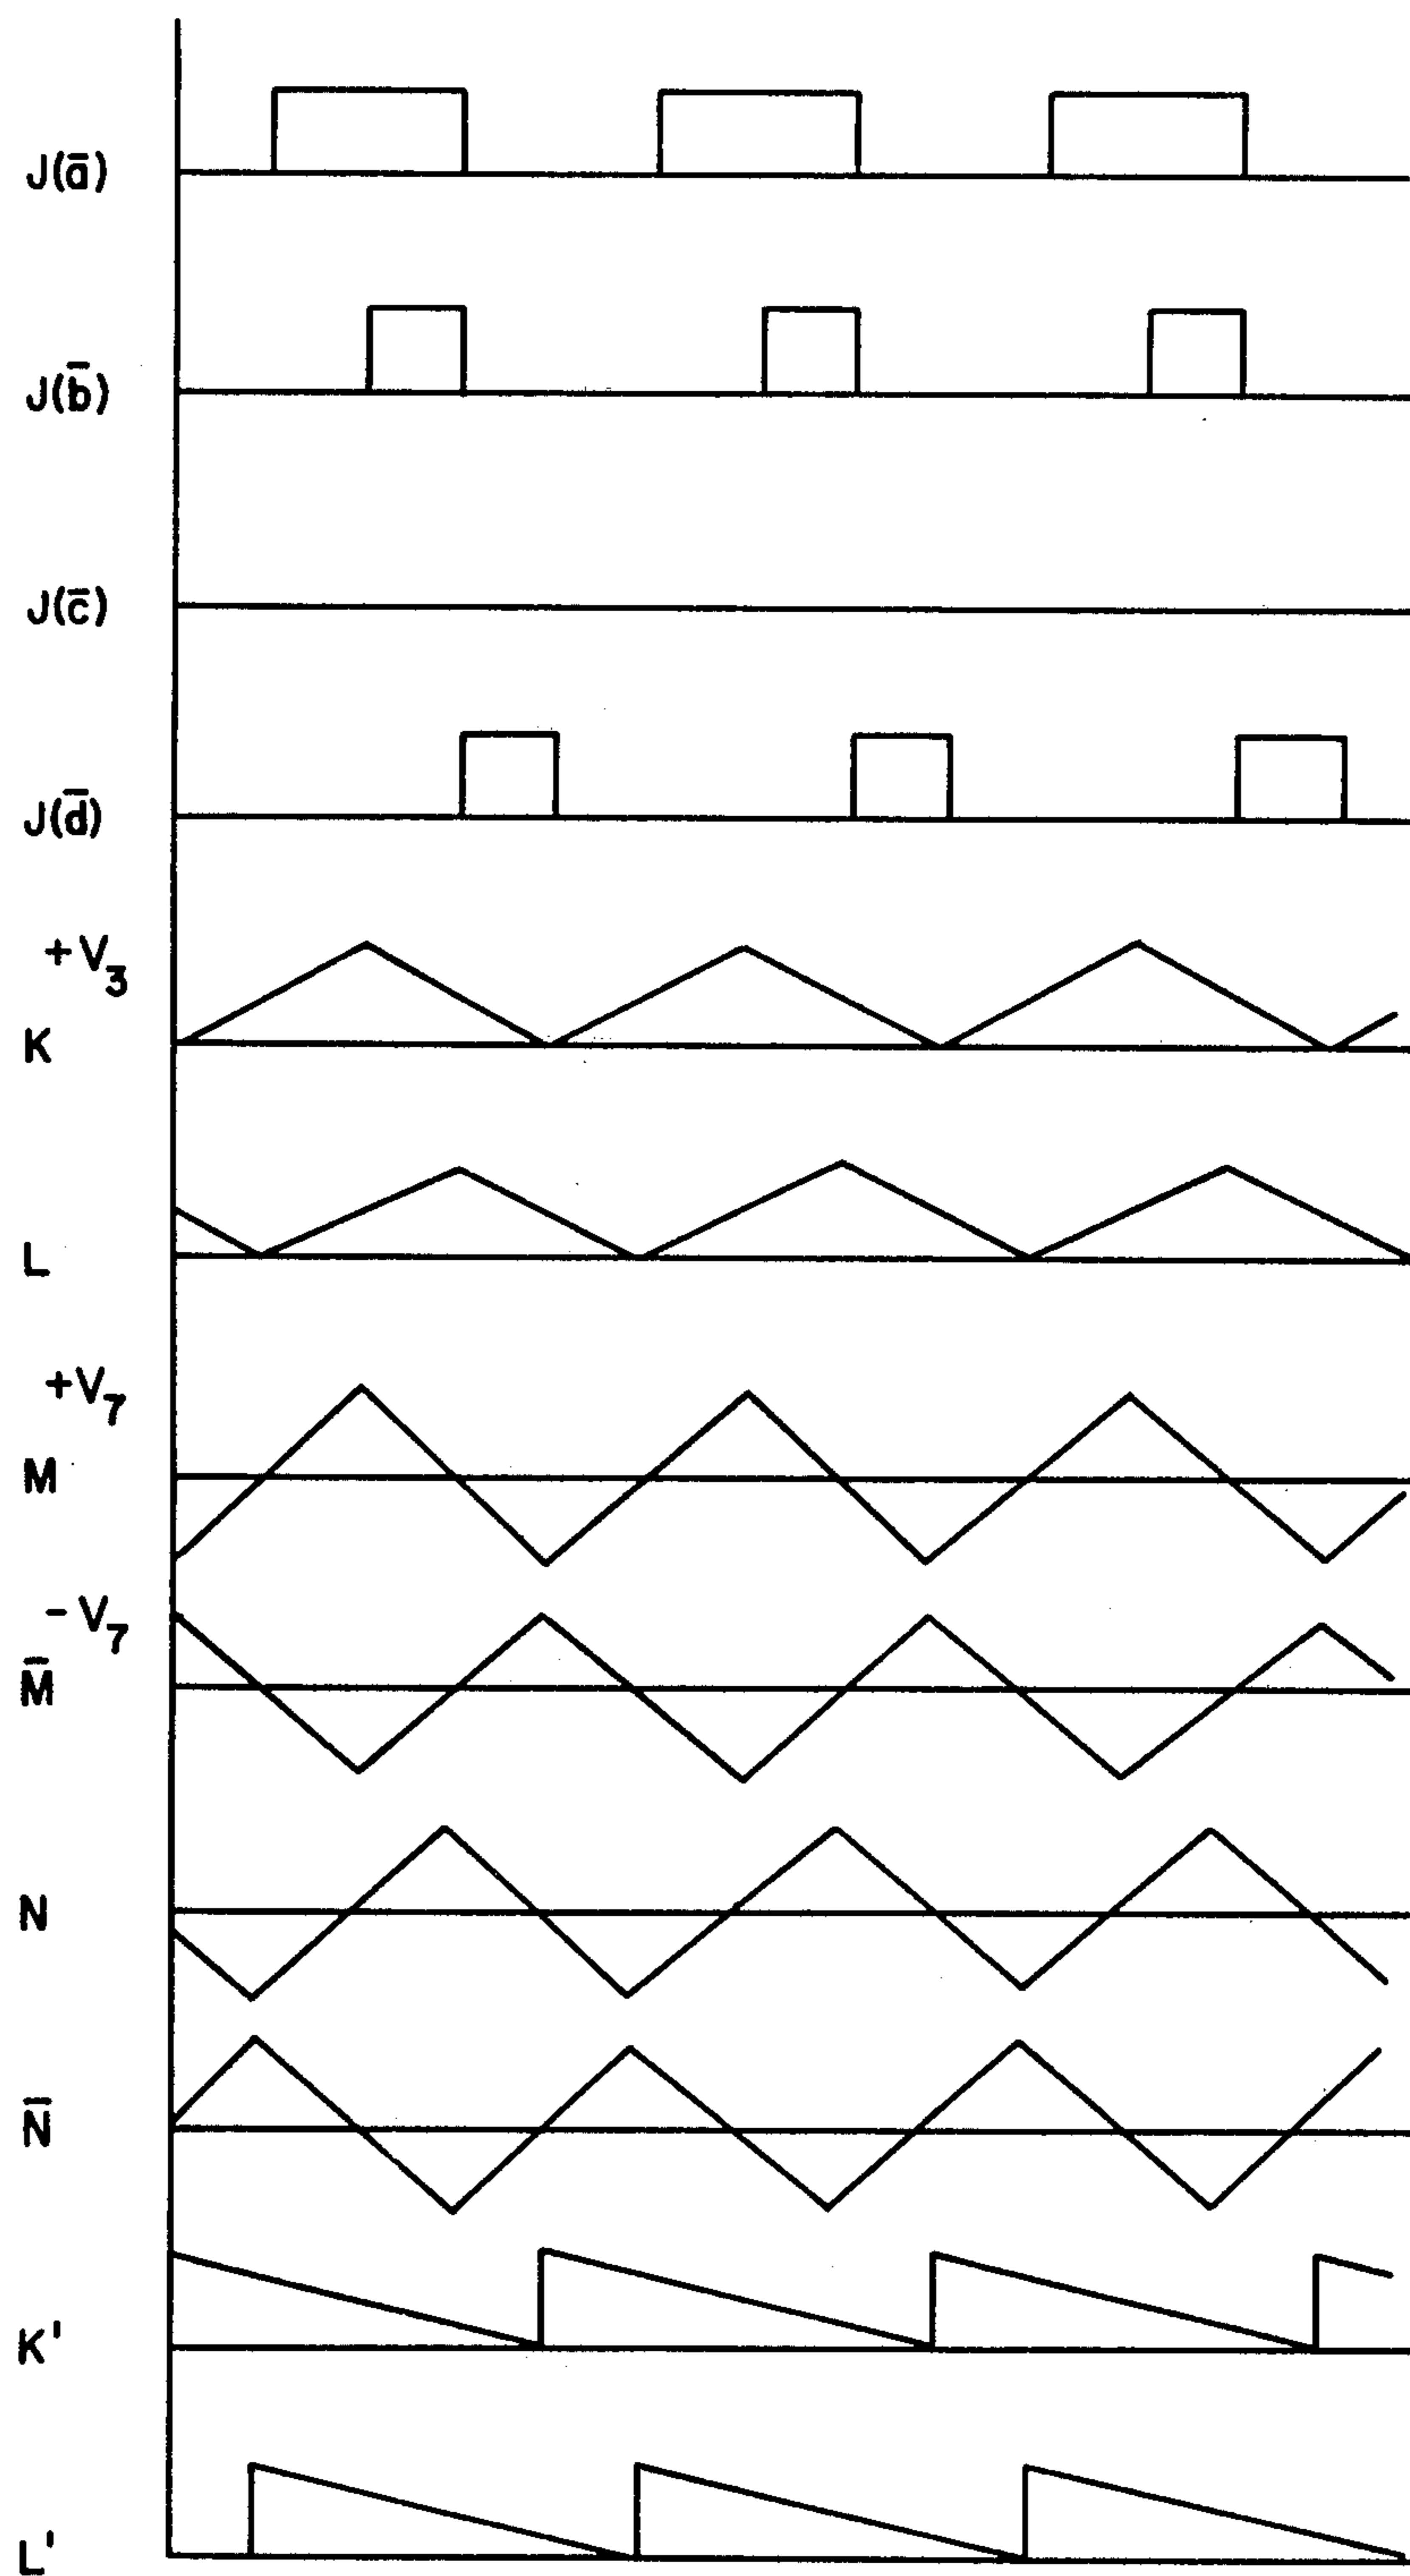 J(a̅)
J(b̅)
J(c̅)
J(d̅)
+V₃
K
L
+V₇
M
-V₇
M̅
N
N̅
K'
L'